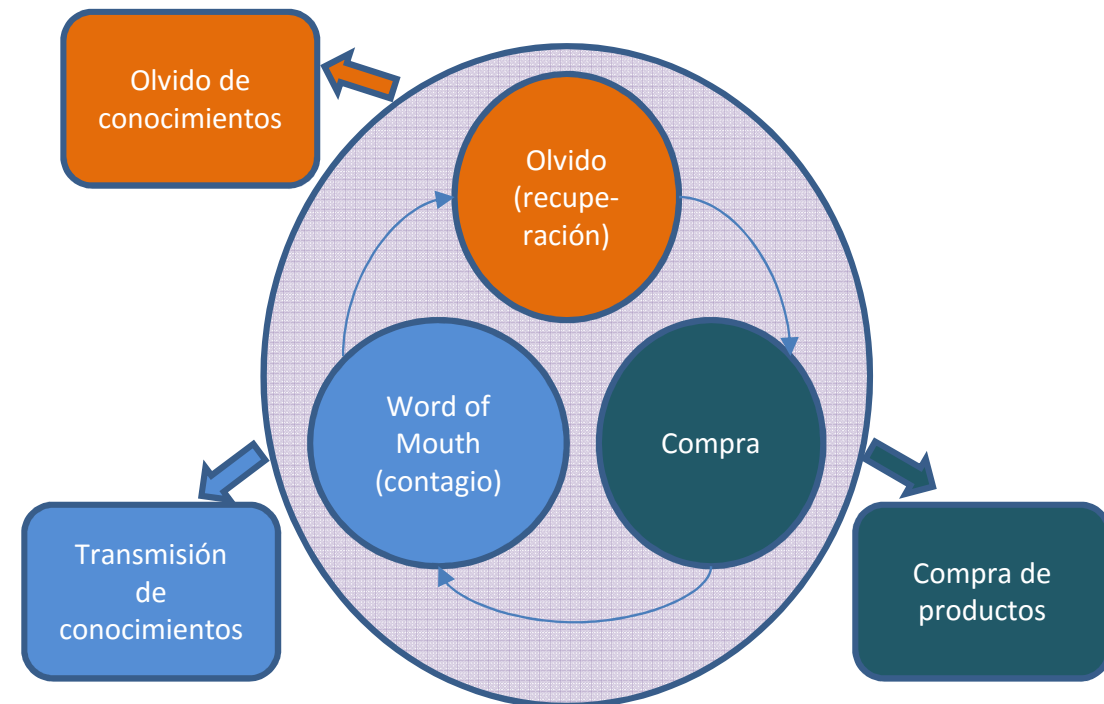 Olvido de
conocimientos
Olvido
(recupe-
ración)
Word of
Mouth
(contagio)
Compra
Transmisión
de
conocimientos
Compra de
productos